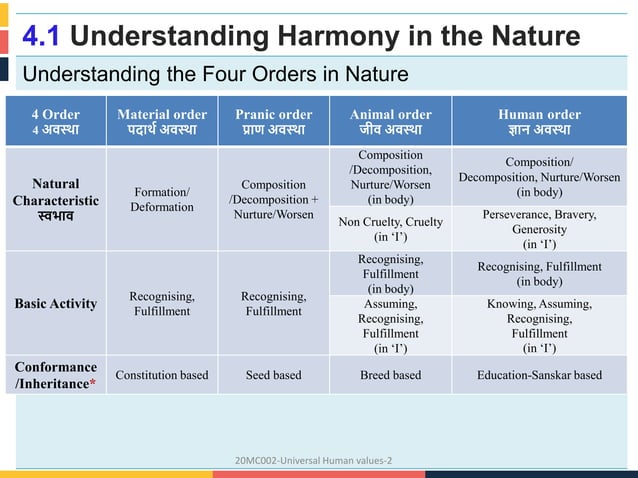 4.1 Understanding Harmony in the Nature
Understanding the Four Orders in Nature
4 Order
4 अवस्था
Material order
पदार्थ अवस्था
Pranic order
प्राण अवस्था
Animal order
जीव अवस्था
Human order
ज्ञान अवस्था
Natural
Characteristic
स्वभाव
Formation/
Deformation
Composition
/Decomposition +
Nurture/Worsen
Composition
/Decomposition,
Nurture/Worsen
(in body)
Composition/
Decomposition, Nurture/Worsen
(in body)
Non Cruelty, Cruelty
(in ‘I’)
Perseverance, Bravery,
Generosity
(in ‘I’)
Basic Activity
Recognising,
Fulfillment
Recognising,
Fulfillment
Recognising,
Fulfillment
(in body)
Recognising, Fulfillment
(in body)
Assuming,
Recognising,
Fulfillment
(in ‘I’)
Knowing, Assuming,
Recognising,
Fulfillment
(in ‘I’)
Conformance
/Inheritance*
Constitution based
Seed based
Breed based
Education-Sanskar based
20MC002-Universal Human values-2